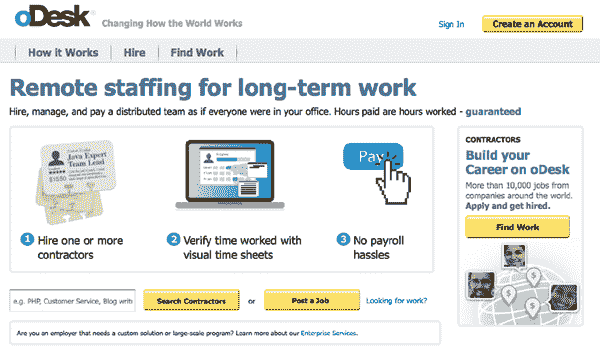 oDesk
Changing How the World Works
Sign In
Create an Account
How it Works
Hire
Find Work
Remote staffing for long-term work
Hire, manage, and pay a distributed team as if everyone were in your office. Hours paid are hours worked - guaranteed
Java Expert
Team Lead
Pay
1 Hire one or more
contractors
2 Verify time worked with
visual time sheets
3 No payroll
hassles
CONTRACTORS
Build your
Career on oDesk
More than 10,000 jobs from
companies around the world.
Apply and get hired.
Find Work
$
$
$
e.g. PHP, Customer Service, Blog writ
Search Contractors
or
Post a Job
Looking for work?
Are you an employer that needs a custom solution or large-scale program? Learn more about our Enterprise Services.